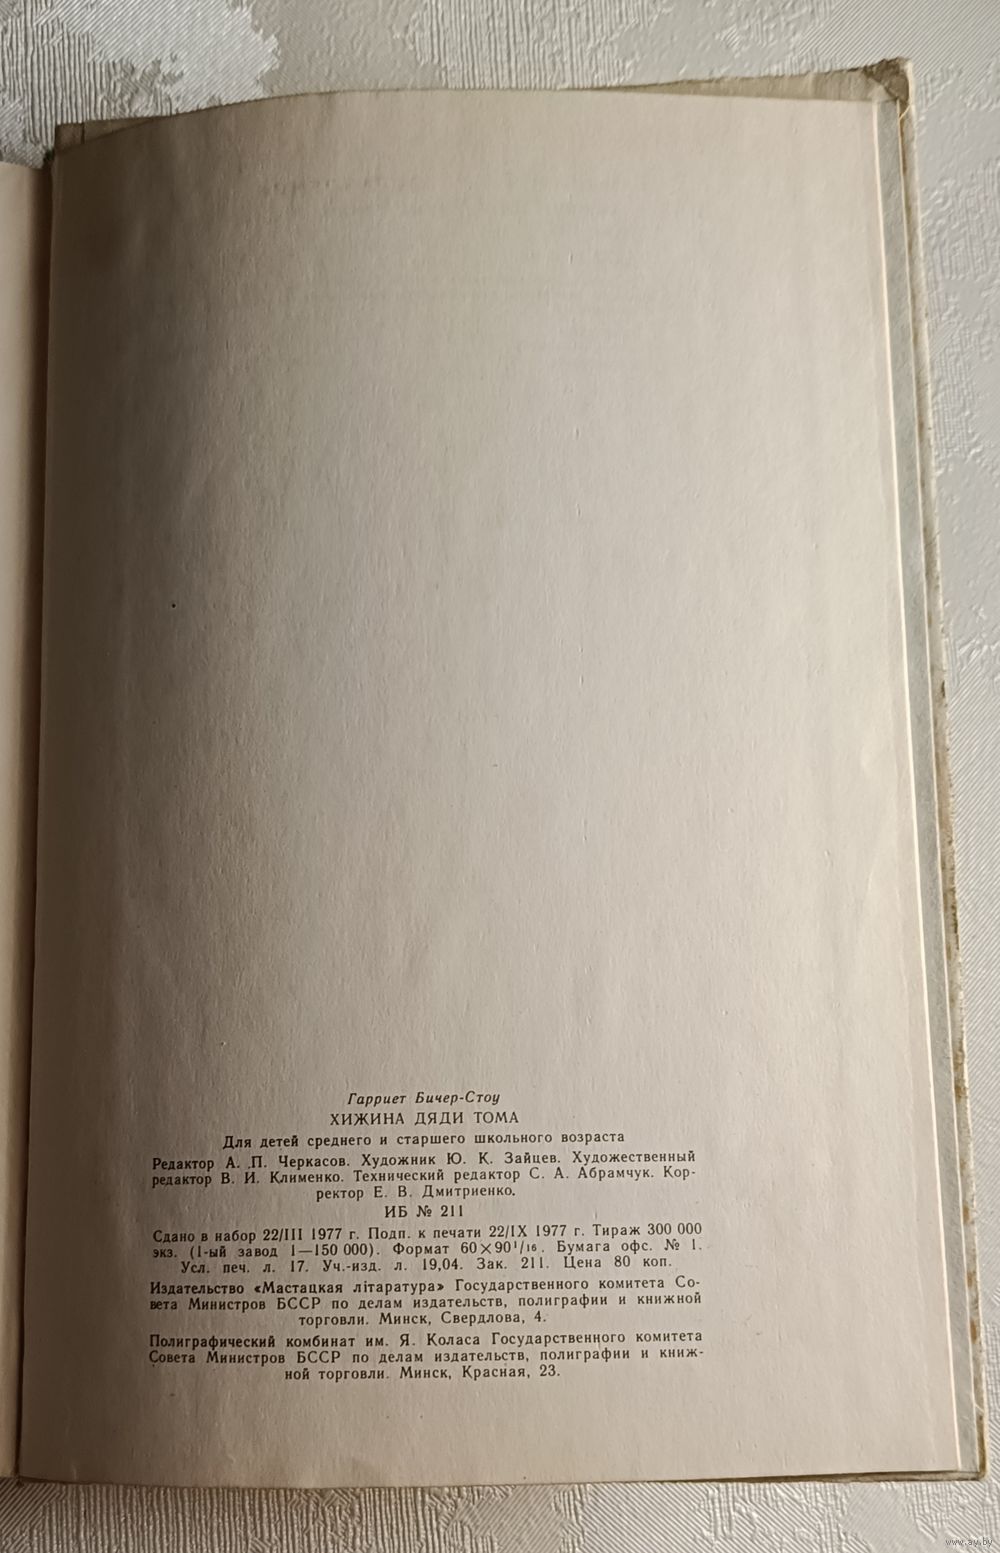 Гарриет Бичер-Стоу
ХИЖИНА ДЯДИ ТОМА
Для детей среднего и старшего школьного возраста
Редактор А. П. Черкасов. Художник Ю. К. Зайцев. Художественный
редактор В. И. Клименко. Технический редактор С. А. Абрамчук. Кор-
ректор Е. В. Дмитриенко.
ИБ № 211
Сдано в набор 22/III 1977 г. Подп. к печати 22/IX 1977 г. Тираж 300 000
экз. (1-ый завод 1—150 000). Формат 60×90¹/₁₆. Бумага офс. № 1.
Усл. печ. л. 17. Уч.-изд. л. 19,04. Зак. 211. Цена 80 коп.
Издательство «Мастацкая літаратура» Государственного комитета Со-
вета Министров БССР по делам издательств, полиграфии и книжной
торговли. Минск, Свердлова, 4.
Полиграфический комбинат им. Я. Коласа Государственного комитета
Совета Министров БССР по делам издательств, полиграфии и книж-
ной торговли. Минск, Красная, 23.
www.ay.by